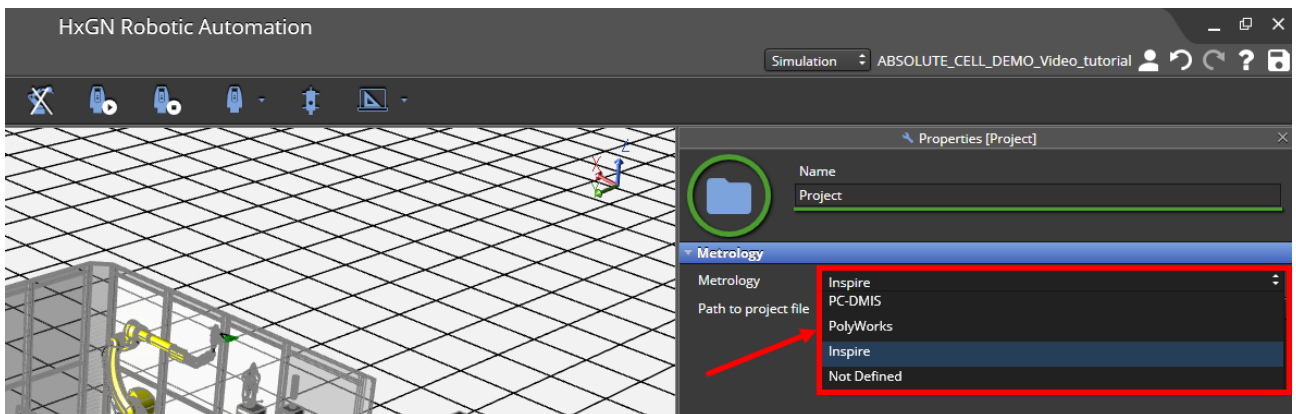 HxGN Robotic Automation
Simulation ABSOLUTE_CELL_DEMO_Video_tutorial ?
Properties [Project]
Name
Project
Metrology
Metrology Inspire
Path to project file
PC-DMIS
PolyWorks
Inspire
Not Defined
Z
X